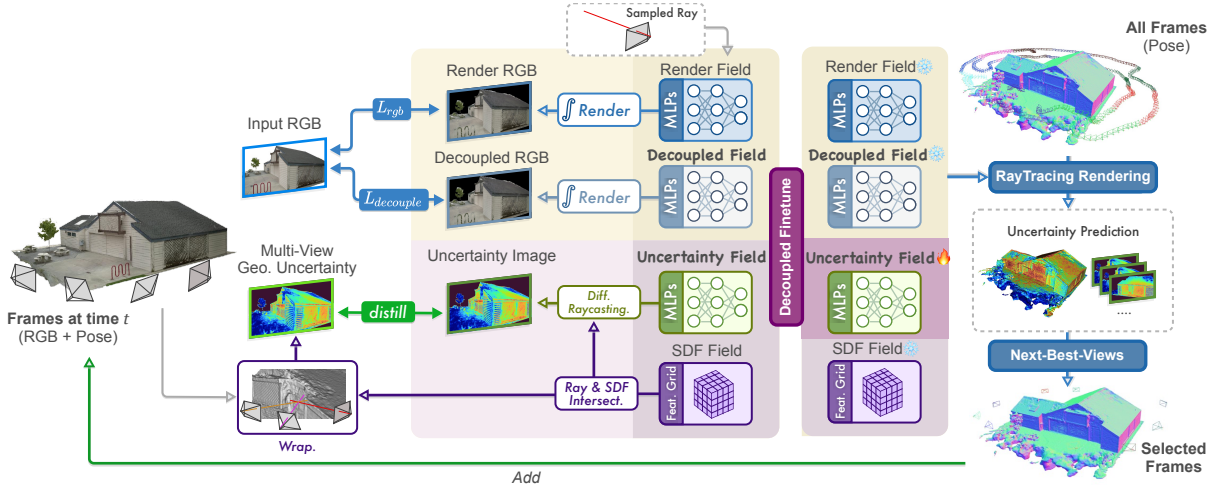 Sampled Ray
Render RGB
Render Field
MLPs
∫ Render
L_rgb
Input RGB
Decoupled RGB
Decoupled Field
MLPs
∫ Render
L_decouple
Multi-View
Geo. Uncertainty
Uncertainty Image
Uncertainty Field
MLPs
Diff.
Raycasting.
distill
Frames at time t
(RGB + Pose)
SDF Field
Feat. Grid
Ray & SDF
Intersect.
Wrap.
Decoupled Finetune
Render Field
MLPs
Decoupled Field
MLPs
Uncertainty Field
MLPs
SDF Field
Feat. Grid
All Frames
(Pose)
RayTracing Rendering
Uncertainty Prediction
....
Next-Best-Views
Selected
Frames
Add